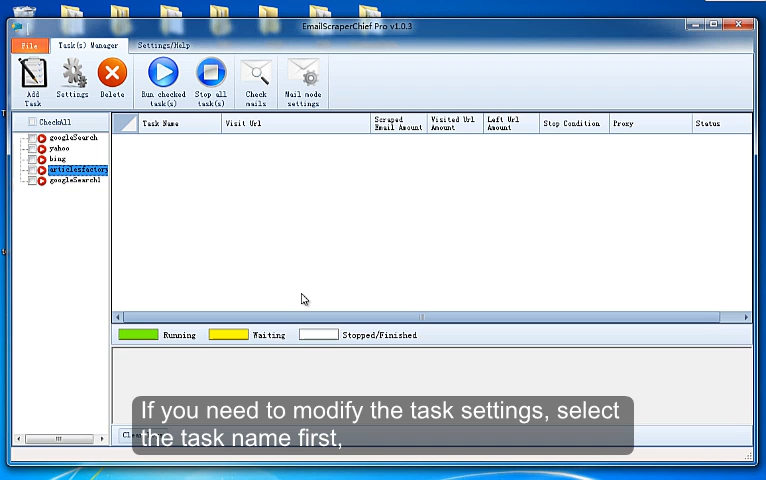 EmailScraperChief Pro v1.0.3
File
Task(s) Manager
Settings/Help
Add Task
Settings
Delete
Run checked task(s)
Stop all task(s)
Check mails
Mail mode settings
CheckAll
Task Name
Visit Url
Scraped Email Amount
Visited Url Amount
Left Url Amount
Stop Condition
Proxy
Status
googleSearch
yahoo
bing
articlesfactory
googleSearch1
Running
Waiting
Stopped/Finished
If you need to modify the task settings, select
the task name first,